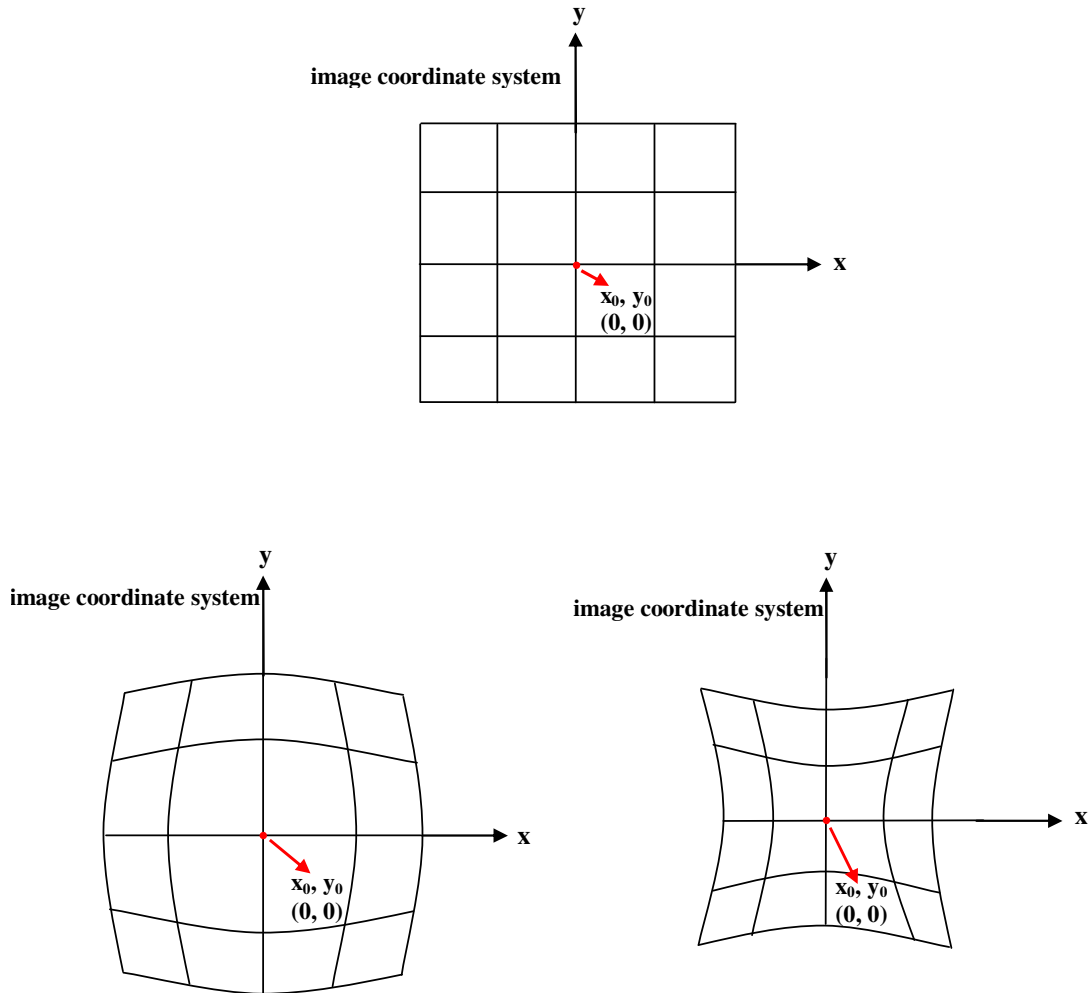 y
image coordinate system
x
x₀, y₀
(0, 0)
y
image coordinate system
x
x₀, y₀
(0, 0)
y
image coordinate system
x
x₀, y₀
(0, 0)